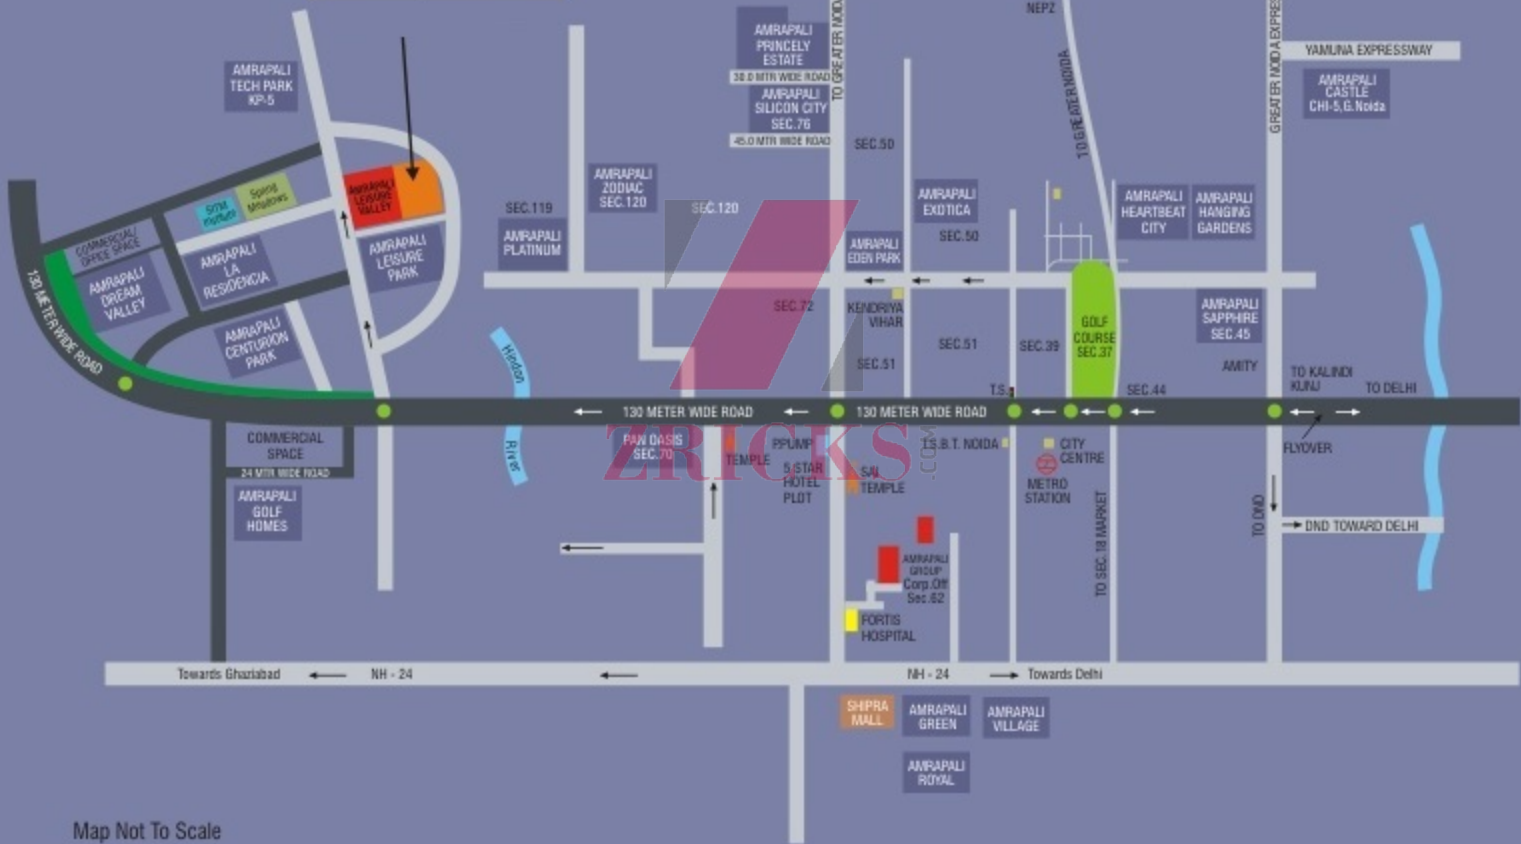 NEPZ
AMRAPALI
PRINCELY
ESTATE
30.0 MTR WIDE ROAD
AMRAPALI
SILICON CITY
SEC.76
45.0 MTR WIDE ROAD
TO GREATER NOIDA
TO GREATER NOIDA
GREATER NOIDA EXPRE
YAMUNA EXPRESSWAY
AMRAPALI
CASTLE
CHI-5,G.Noida
AMRAPALI
TECH PARK
KP-5
Spring
Meadows
AMRAPALI
LEISURE
VALLEY
COMMERCIAL/
OFFICE SPACE
AMRAPALI
DREAM
VALLEY
AMRAPALI
LA
RESIDENCIA
AMRAPALI
LEISURE
PARK
AMRAPALI
CENTURION
PARK
130 METER WIDE ROAD
SEC.119
AMRAPALI
PLATINUM
AMRAPALI
ZODIAC
SEC.120
SEC.120
SEC.50
AMRAPALI
EXOTICA
SEC.50
AMRAPALI
EDEN PARK
AMRAPALI
HEARTBEAT
CITY
AMRAPALI
HANGING
GARDENS
SEC.72
KENDRIYA
VIHAR
SEC.51
SEC.51
SEC.39
GOLF
COURSE
SEC.37
AMRAPALI
SAPPHIRE
SEC.45
AMITY
TO KALINDI
KUNJ
TO DELHI
SEC.44
T.S.
Hindon
River
130 METER WIDE ROAD
130 METER WIDE ROAD
COMMERCIAL
SPACE
24 MTR WIDE ROAD
AMRAPALI
GOLF
HOMES
PAN OASIS
SEC.70
TEMPLE
P.PUMP
5 STAR
HOTEL
PLOT
SAI
TEMPLE
I.S.B.T. NOIDA
CITY
CENTRE
METRO
STATION
FLYOVER
ZRICKS
.COM
TO SEC.18 MARKET
TO DND
DND TOWARD DELHI
AMRAPALI
GROUP
Corp.Off
Sec.62
FORTIS
HOSPITAL
Towards Ghaziabad
NH - 24
NH - 24
Towards Delhi
SHIPRA
MALL
AMRAPALI
GREEN
AMRAPALI
VILLAGE
AMRAPALI
ROYAL
Map Not To Scale